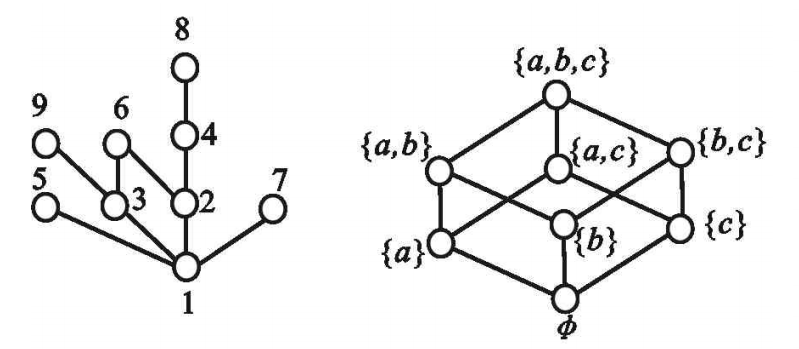 8
9
6
4
5
3
2
7
1
{a,b,c}
{a,b}
{a,c}
{b,c}
{a}
{b}
{c}
Φ